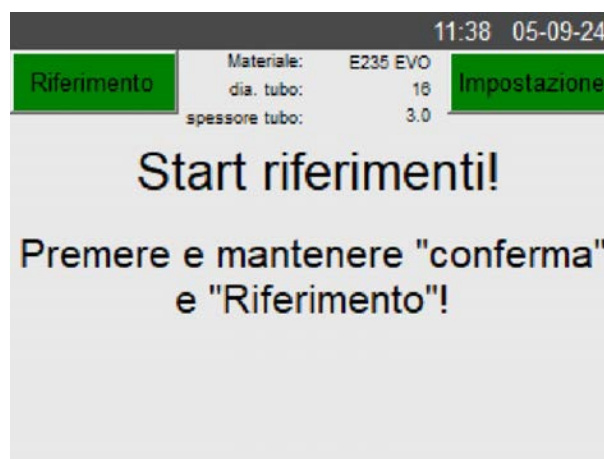 11:38 05-09-24
Riferimento
Materiale: E235 EVO
dia. tubo: 16
spessore tubo: 3.0
Impostazione
Start riferimenti!
Premere e mantenere "conferma"
e "Riferimento"!